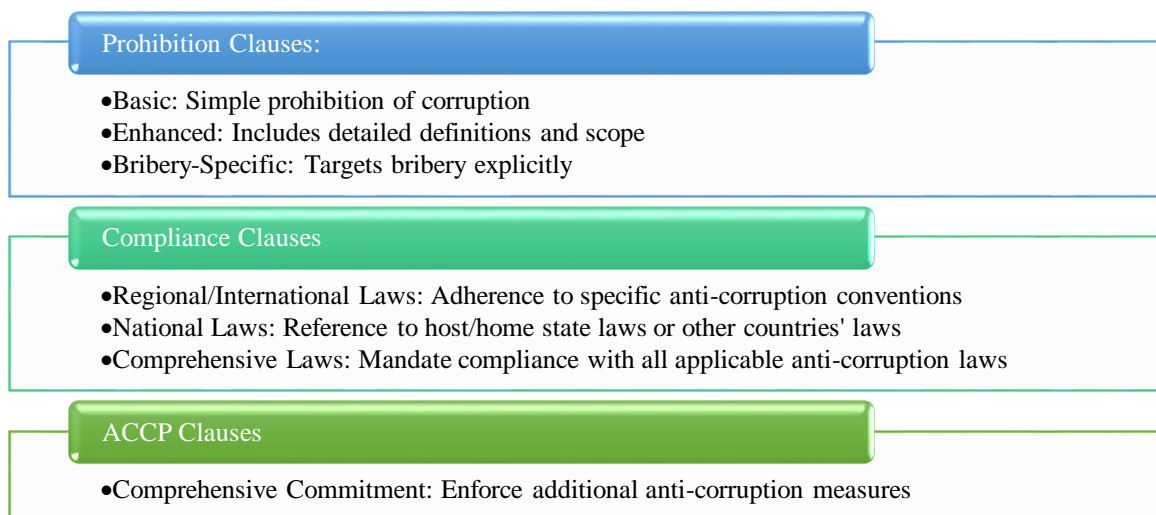 Prohibition Clauses:
•Basic: Simple prohibition of corruption
•Enhanced: Includes detailed definitions and scope
•Bribery-Specific: Targets bribery explicitly
Compliance Clauses
•Regional/International Laws: Adherence to specific anti-corruption conventions
•National Laws: Reference to host/home state laws or other countries' laws
•Comprehensive Laws: Mandate compliance with all applicable anti-corruption laws
ACCP Clauses
•Comprehensive Commitment: Enforce additional anti-corruption measures